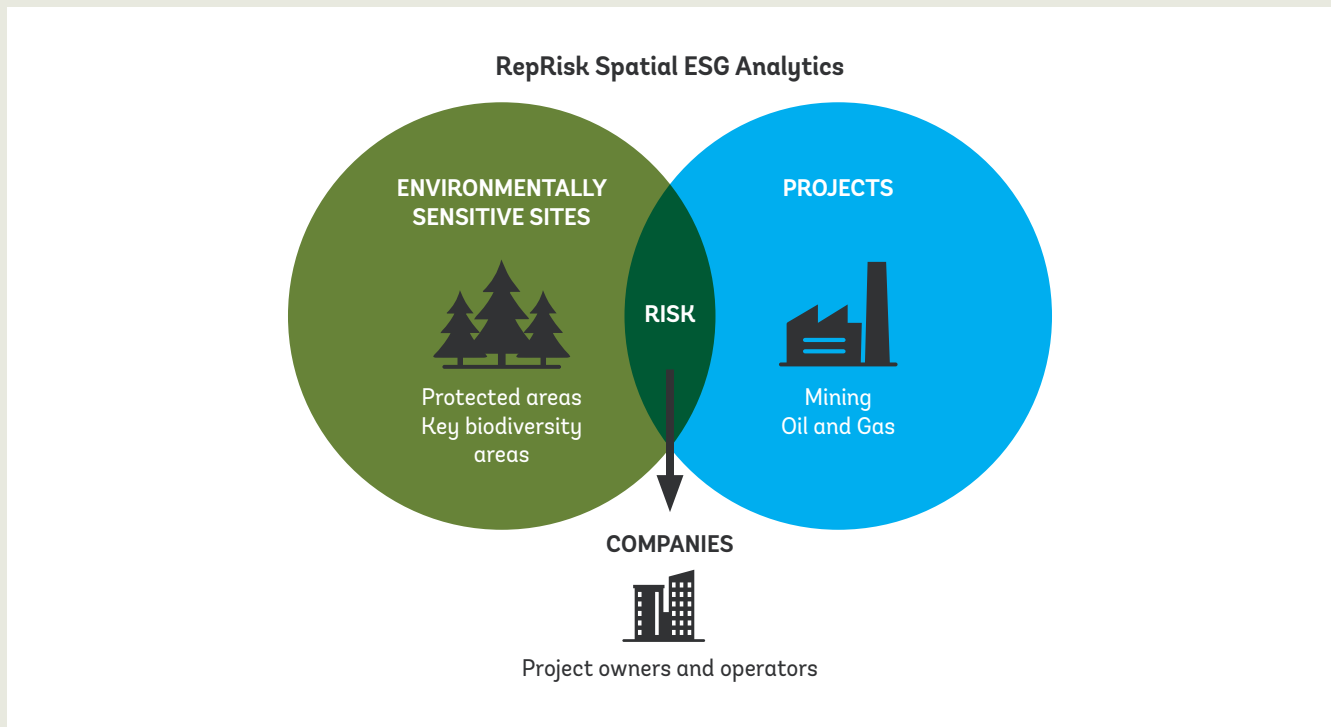 RepRisk Spatial ESG Analytics
ENVIRONMENTALLY
SENSITIVE SITES
Protected areas
Key biodiversity
areas
RISK
PROJECTS
Mining
Oil and Gas
COMPANIES
Project owners and operators